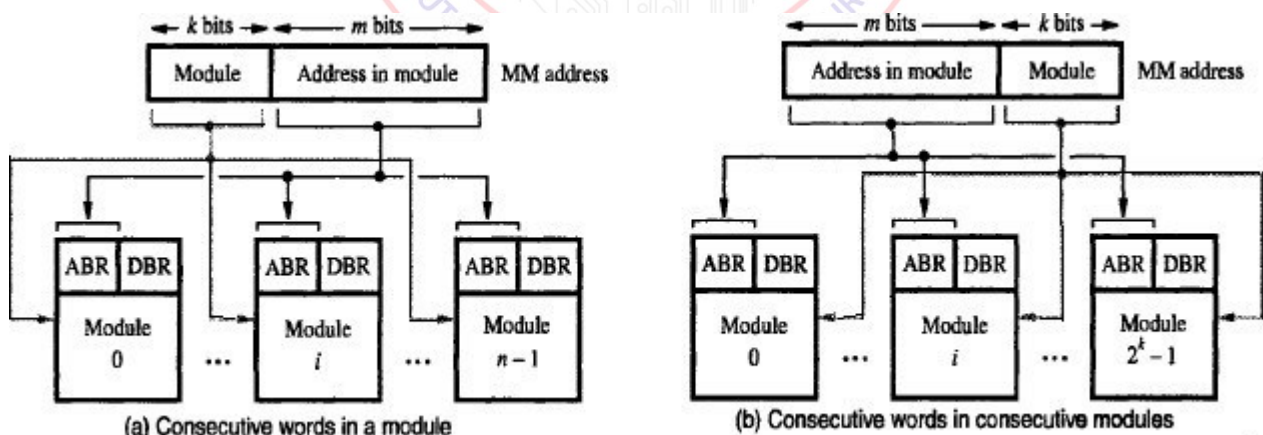 k bits m bits
Module Address in module MM address
ABR DBR ABR DBR ABR DBR
Module 0 ... Module i ... Module n – 1
(a) Consecutive words in a module
m bits k bits
Address in module Module MM address
ABR DBR ABR DBR ABR DBR
Module 0 ... Module i ... Module 2^k – 1
(b) Consecutive words in consecutive modules